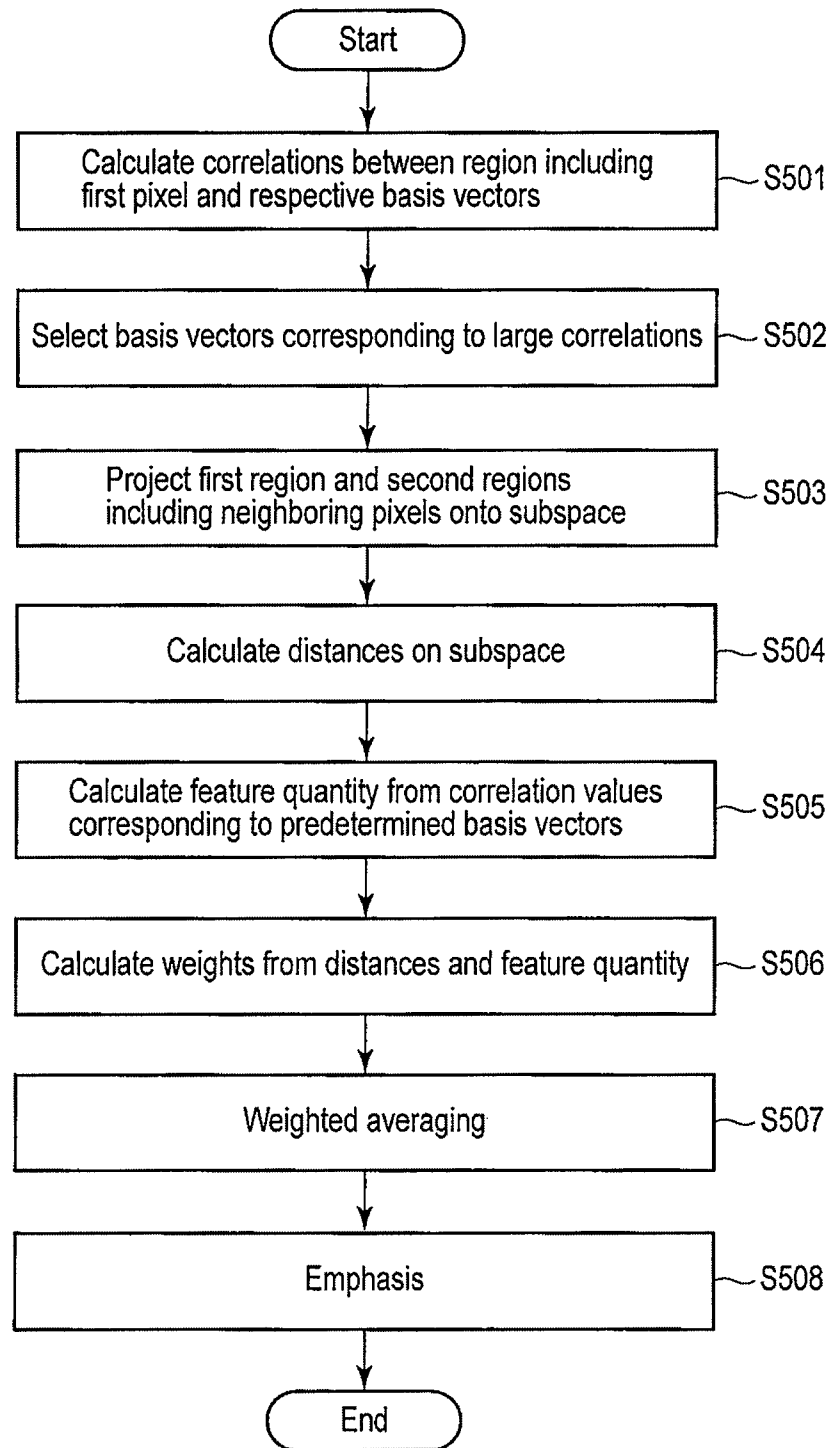 Start
Calculate correlations between region including
first pixel and respective basis vectors
S501
Select basis vectors corresponding to large correlations
S502
Project first region and second regions
including neighboring pixels onto subspace
S503
Calculate distances on subspace
S504
Calculate feature quantity from correlation values
corresponding to predetermined basis vectors
S505
Calculate weights from distances and feature quantity
S506
Weighted averaging
S507
Emphasis
S508
End